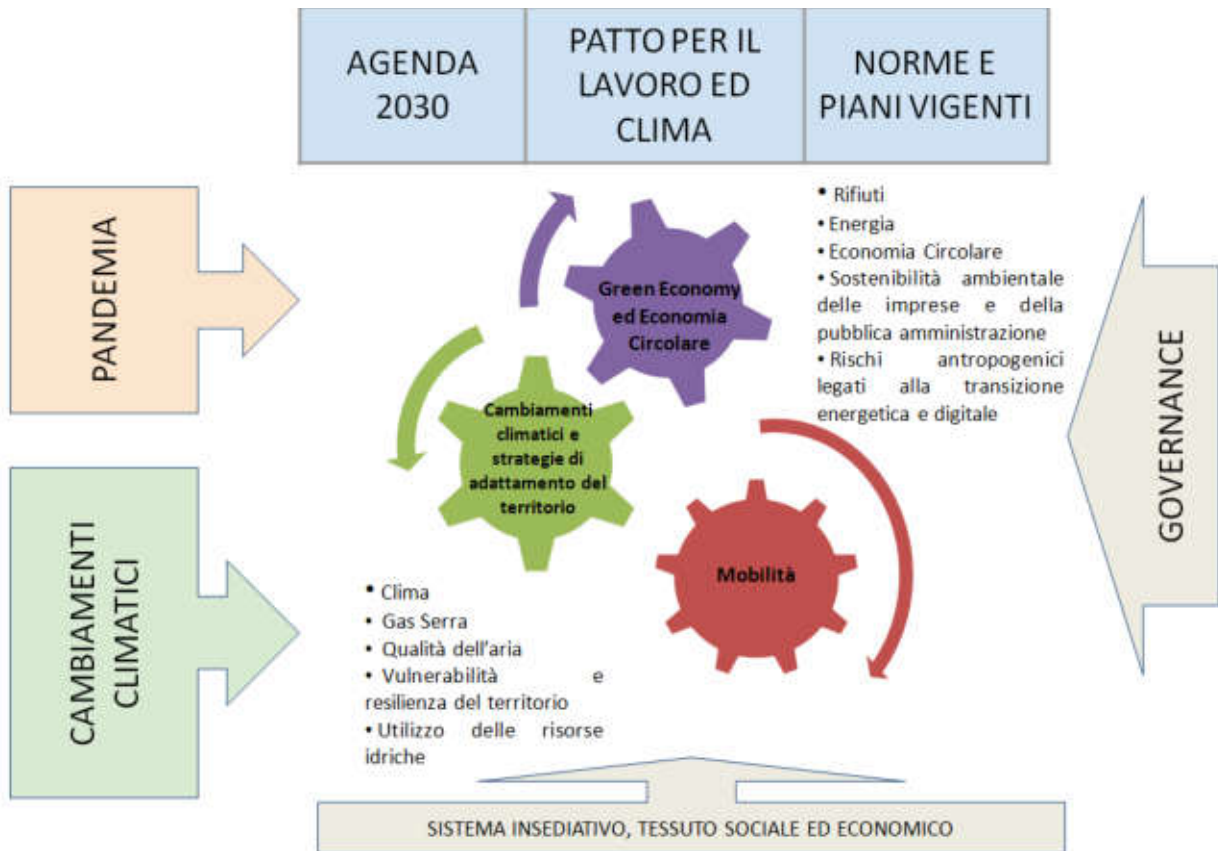 AGENDA
2030
PATTO PER IL
LAVORO ED
CLIMA
NORME E
PIANI VIGENTI
PANDEMIA
CAMBIAMENTI
CLIMATICI
Green Economy
ed Economia
Circolare
• Rifiuti
• Energia
• Economia Circolare
• Sostenibilità ambientale
delle imprese e della
pubblica amministrazione
• Rischi antropogenici
legati alla transizione
energetica e digitale
Cambiamenti
climatici e
strategie di
adattamento del
territorio
Mobilità
• Clima
• Gas Serra
• Qualità dell'aria
• Vulnerabilità e
resilienza del territorio
• Utilizzo delle risorse
idriche
GOVERNANCE
SISTEMA INSEDIATIVO, TESSUTO SOCIALE ED ECONOMICO